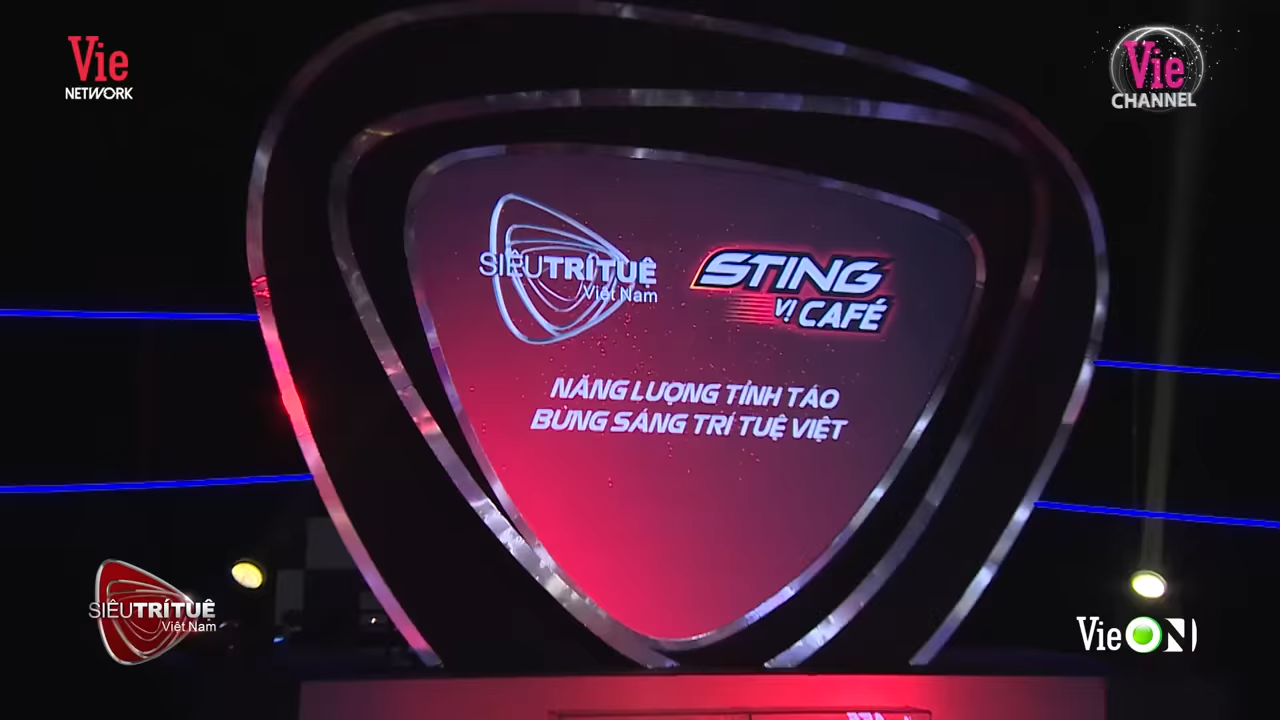 Vie
NETWORK
Vie
CHANNEL
SIÊUTRÍTUỆ
Việt Nam
STING
VỊ CAFÉ
NĂNG LƯỢNG TỈNH TÁO
BỪNG SÁNG TRÍ TUỆ VIỆT
SIÊUTRÍTUỆ
Việt Nam
VieON